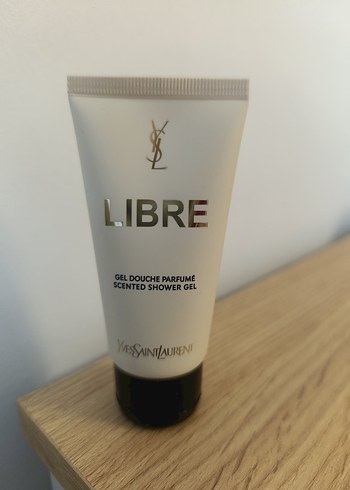 YSL
LIBRE
GEL DOUCHE PARFUMÉ
SCENTED SHOWER GEL
YVESSAINTLAURENT